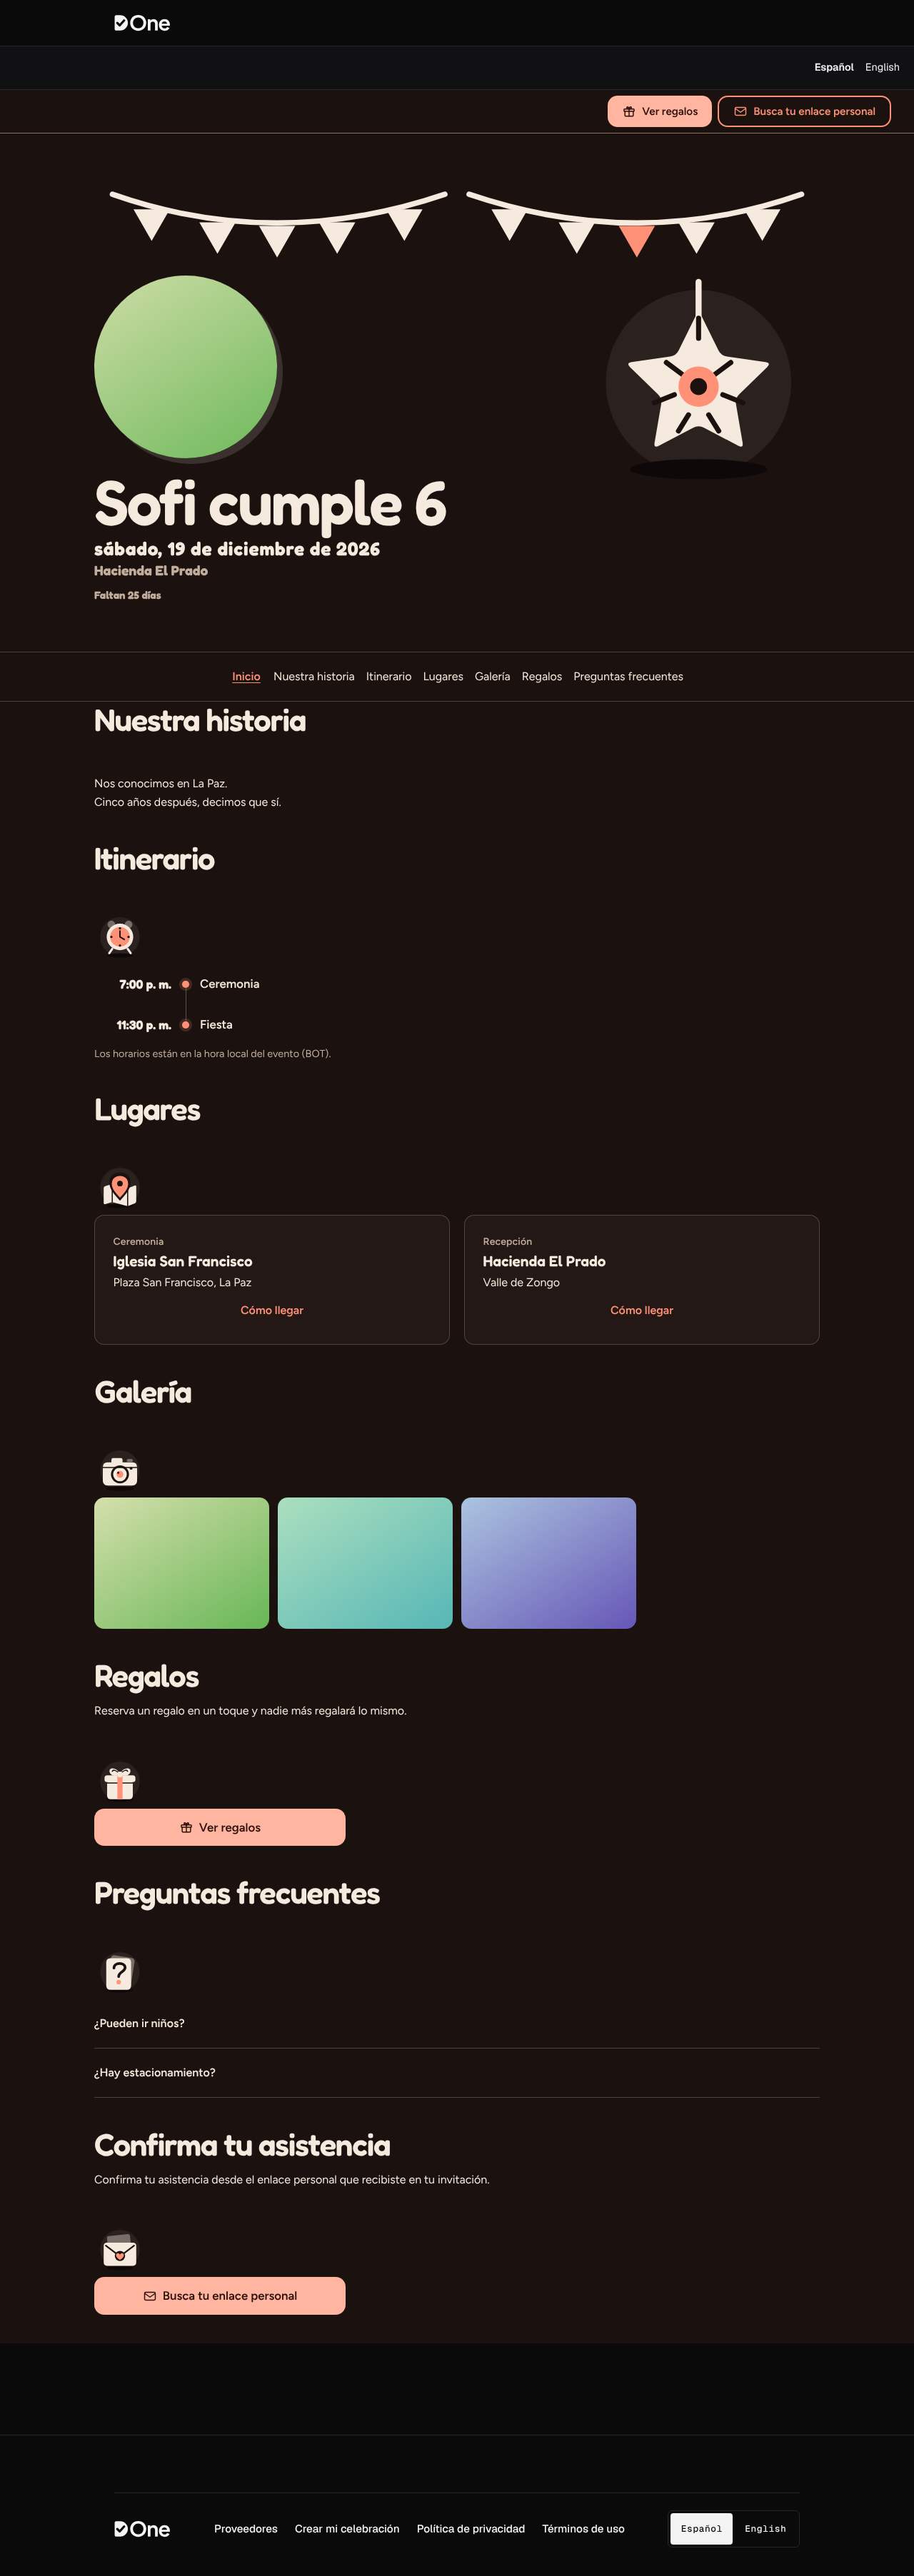 One
Español English
Ver regalos Busca tu enlace personal
Sofi cumple 6
sábado, 19 de diciembre de 2026
Hacienda El Prado
Faltan 25 días
Inicio Nuestra historia Itinerario Lugares Galería Regalos Preguntas frecuentes
Nuestra historia
Nos conocimos en La Paz.
Cinco años después, decimos que sí.
Itinerario
7:00 p. m. Ceremonia
11:30 p. m. Fiesta
Los horarios están en la hora local del evento (BOT).
Lugares
Ceremonia
Iglesia San Francisco
Plaza San Francisco, La Paz
Cómo llegar
Recepción
Hacienda El Prado
Valle de Zongo
Cómo llegar
Galería
Regalos
Reserva un regalo en un toque y nadie más regalará lo mismo.
Ver regalos
Preguntas frecuentes
?
¿Pueden ir niños?
¿Hay estacionamiento?
Confirma tu asistencia
Confirma tu asistencia desde el enlace personal que recibiste en tu invitación.
Busca tu enlace personal
One
Proveedores Crear mi celebración Política de privacidad Términos de uso
Español English